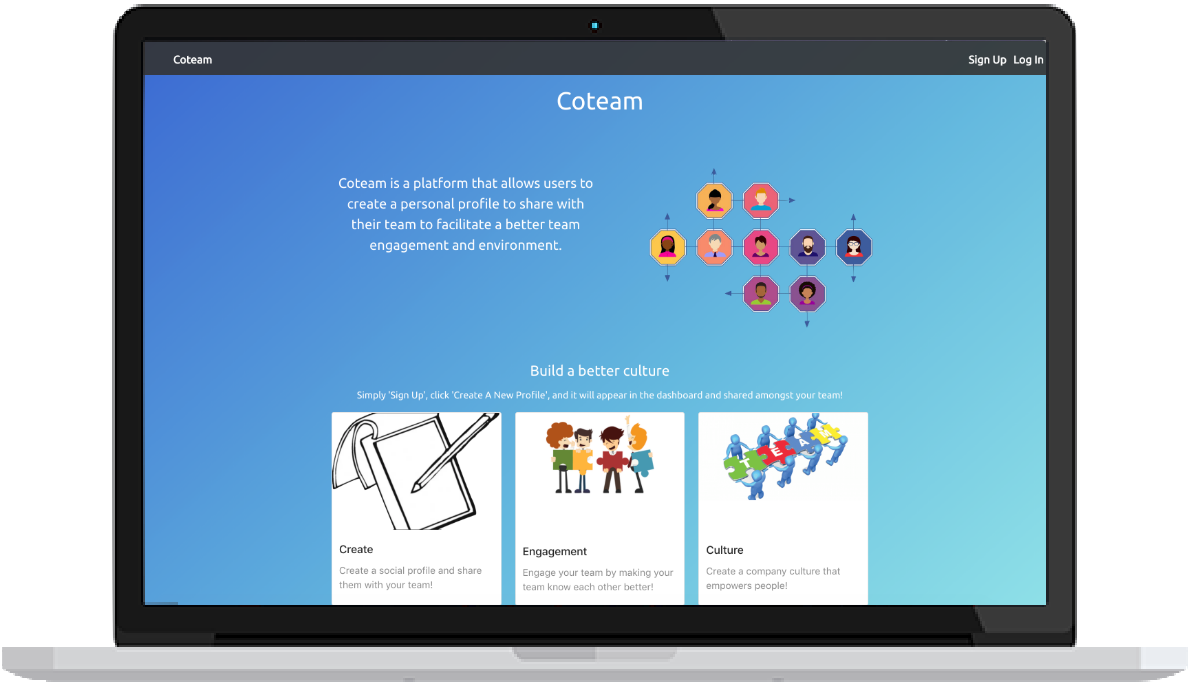 Coteam
Sign Up Log In
Coteam
Coteam is a platform that allows users to
create a personal profile to share with
their team to facilitate a better team
engagement and environment.
Build a better culture
Simply 'Sign Up', click 'Create A New Profile', and it will appear in the dashboard and shared amongst your team!
Create
Create a social profile and share
them with your team!
Engagement
Engage your team by making your
team know each other better!
Culture
Create a company culture that
empowers people!